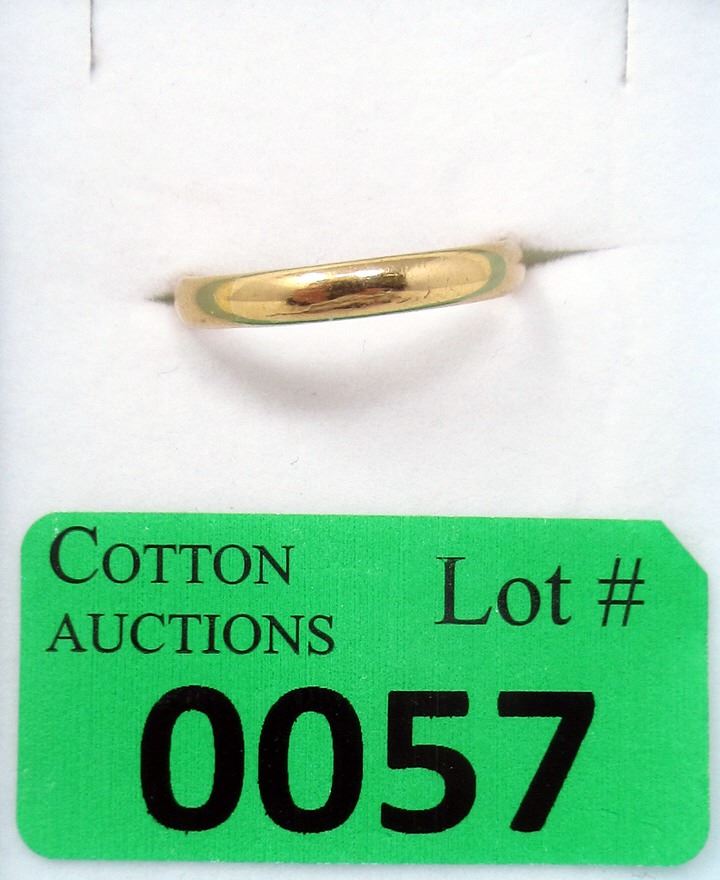 COTTON
AUCTIONS
Lot #
0057